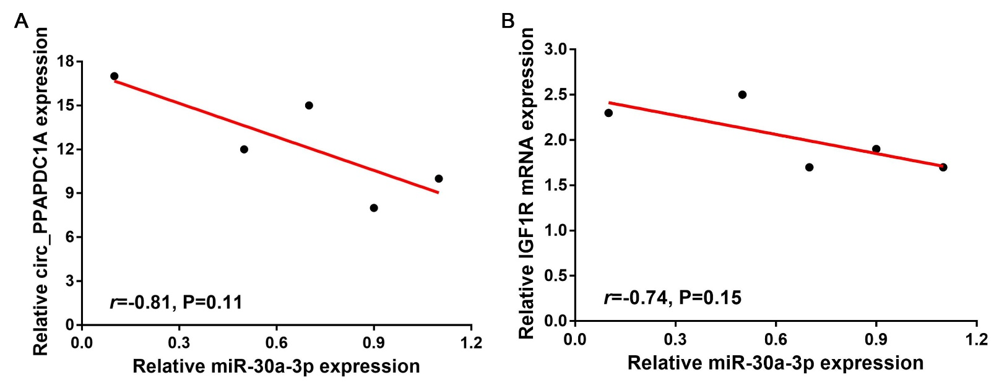 A
Relative circ_PPAPDC1A expression
18
15
12
9
6
3
0
r=-0.81, P=0.11
0.0 0.3 0.6 0.9 1.2
Relative miR-30a-3p expression
B
Relative IGF1R mRNA expression
3.0
2.5
2.0
1.5
1.0
0.5
0.0
r=-0.74, P=0.15
0.0 0.3 0.6 0.9 1.2
Relative miR-30a-3p expression